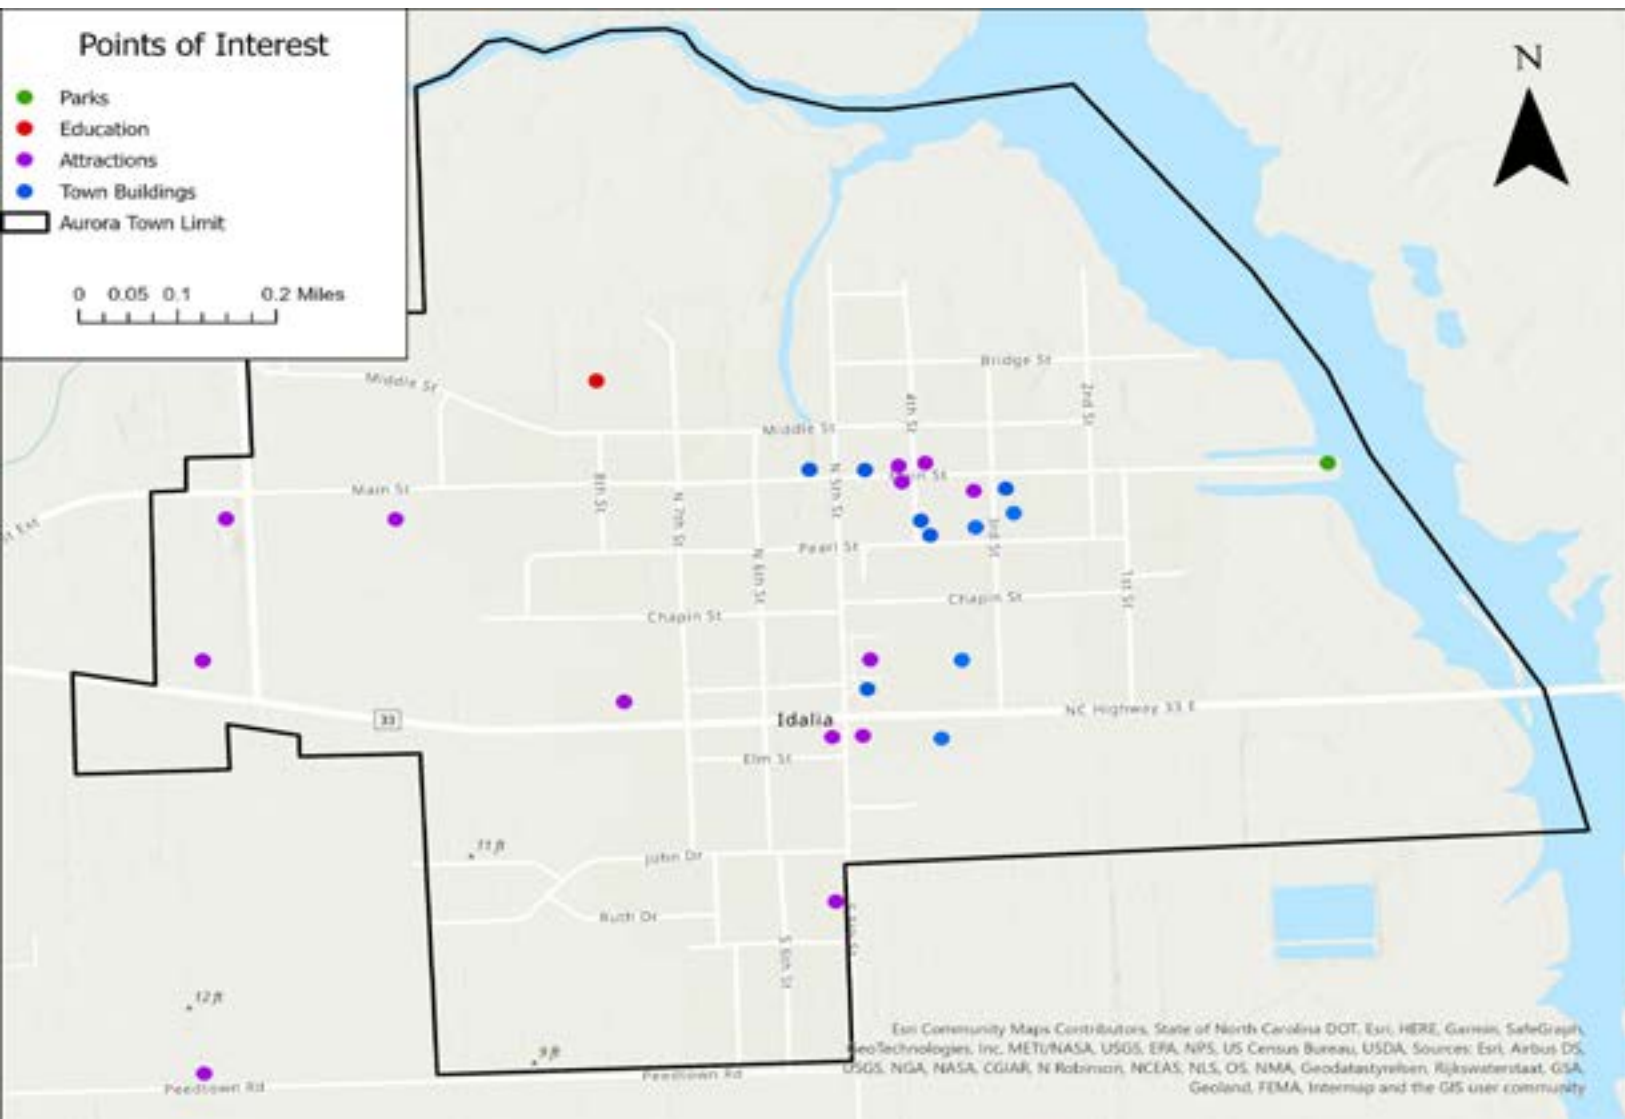 Points of Interest
Parks
Education
Attractions
Town Buildings
Aurora Town Limit
0 0.05 0.1 0.2 Miles
N
Bridge St
Middle St
4th St
2nd St
Middle St
Main St
Main St
8th St
N 7th St
N 5th St
3rd St
Pearl St
N 6th St
1st St
Chapin St
Chapin St
NC Highway 33 E
33
Idalia
Elm St
11 ft
John Dr
Ruth Dr
S 6th St
12 ft
9 ft
Peedtown Rd
Peedtown Rd
Esri Community Maps Contributors, State of North Carolina DOT, Esri, HERE, Garmin, SafeGraph,
GeoTechnologies, Inc, METI/NASA, USGS, EPA, NPS, US Census Bureau, USDA, Sources: Esri, Airbus DS,
USGS, NGA, NASA, CGIAR, N Robinson, NCEAS, NLS, OS, NMA, Geodatastyrelsen, Rijkswaterstaat, GSA,
Geoland, FEMA, Intermap and the GIS user community